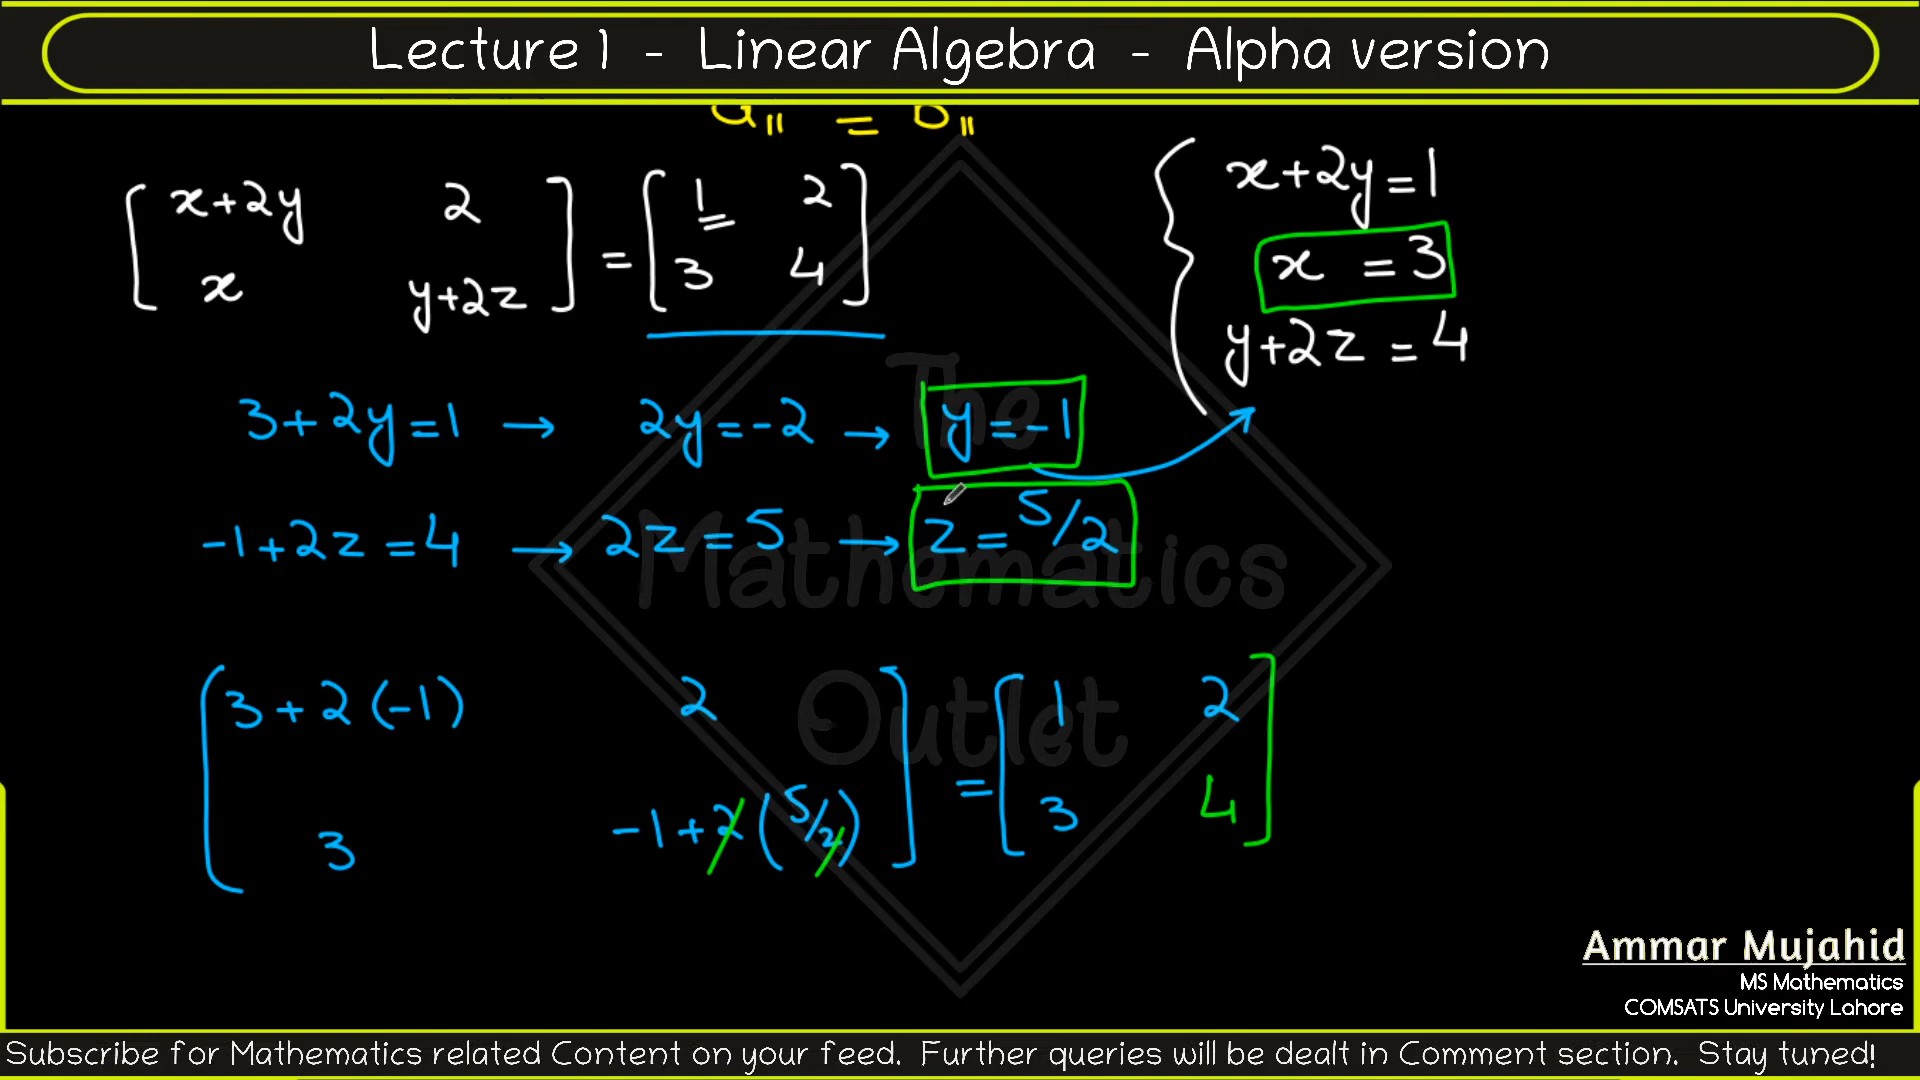 Lecture 1 - Linear Algebra - Alpha version
a₁₁ = b₁₁
[ x+2y 2 ] = [ 1 2 ]
[ x y+2z ] [ 3 4 ]
{ x+2y=1
x = 3
y+2z=4
3+2y=1 → 2y=-2 → y=-1
-1+2z=4 → 2z=5 → z=5/2
[ 3+2(-1) 2 ] = [ 1 2 ]
[ 3 -1+2(5/2) ] [ 3 4 ]
The
Mathematics
Outlet
Ammar Mujahid
MS Mathematics
COMSATS University Lahore
Subscribe for Mathematics related Content on your feed. Further queries will be dealt in Comment section. Stay tuned!